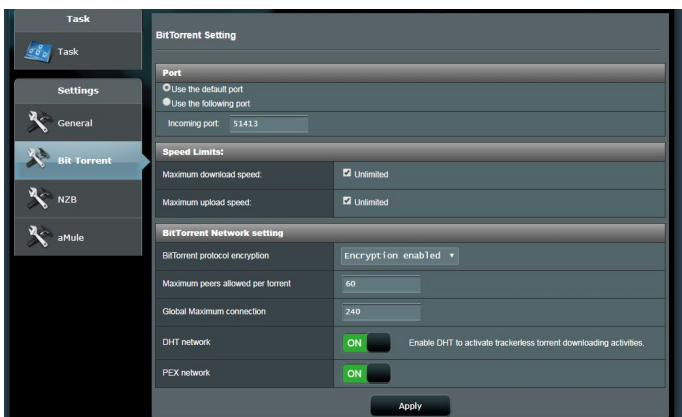 Task
Task
Settings
General
Bit Torrent
NZB
aMule
BitTorrent Setting
Port
Use the default port
Use the following port
Incoming port: 51413
Speed Limits:
Maximum download speed: Unlimited
Maximum upload speed: Unlimited
BitTorrent Network setting
BitTorrent protocol encryption Encryption enabled
Maximum peers allowed per torrent 60
Global Maximum connection 240
DHT network ON Enable DHT to activate trackerless torrent downloading activities.
PEX network ON
Apply